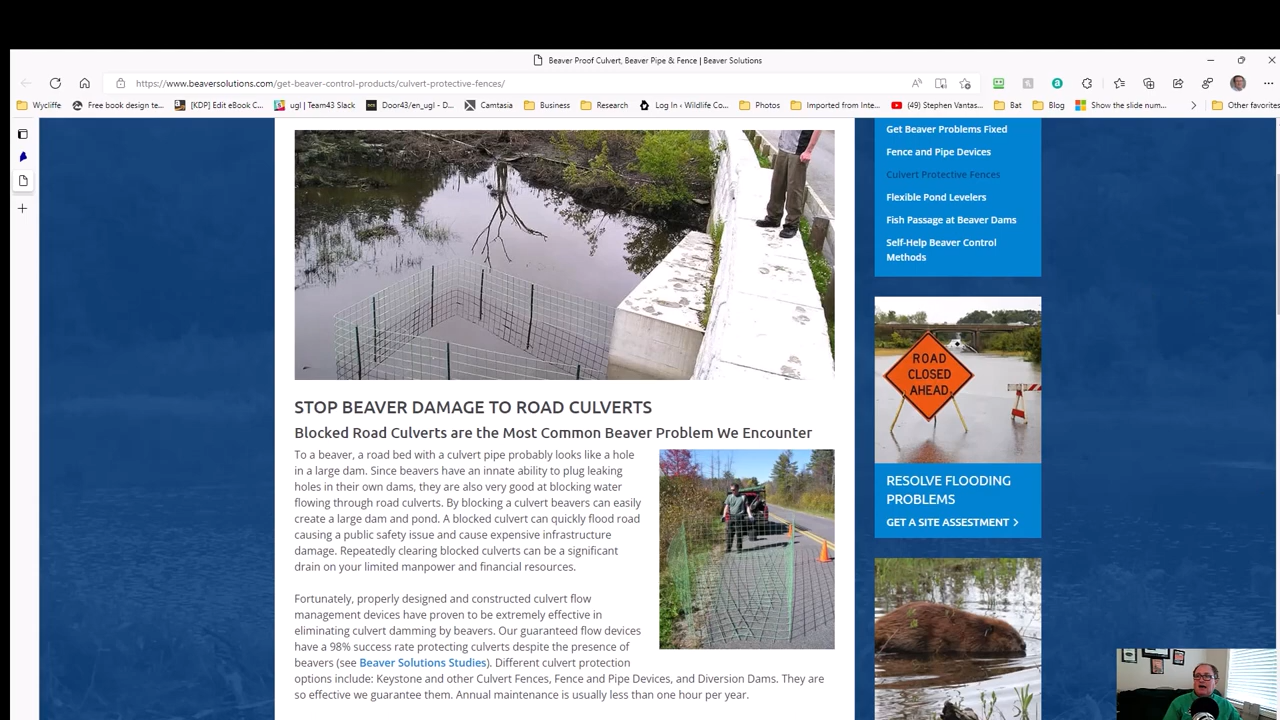 Beaver Proof Culvert, Beaver Pipe & Fence | Beaver Solutions
https://www.beaversolutions.com/get-beaver-control-products/culvert-protective-fences/
Wycliffe
Free book design te...
[KDP] Edit eBook C...
ugl | Team43 Slack
Door43/en_ugl - D...
Camtasia
Business
Research
Log In ‹ Wildlife Co...
Photos
Imported from Inte...
(49) Stephen Vantas...
Bat
Blog
Show the slide num...
Other favorites
Get Beaver Problems Fixed
Fence and Pipe Devices
Culvert Protective Fences
Flexible Pond Levelers
Fish Passage at Beaver Dams
Self-Help Beaver Control
Methods
ROAD
CLOSED
AHEAD
RESOLVE FLOODING
PROBLEMS
GET A SITE ASSESTMENT
STOP BEAVER DAMAGE TO ROAD CULVERTS
Blocked Road Culverts are the Most Common Beaver Problem We Encounter
To a beaver, a road bed with a culvert pipe probably looks like a hole
in a large dam. Since beavers have an innate ability to plug leaking
holes in their own dams, they are also very good at blocking water
flowing through road culverts. By blocking a culvert beavers can easily
create a large dam and pond. A blocked culvert can quickly flood road
causing a public safety issue and cause expensive infrastructure
damage. Repeatedly clearing blocked culverts can be a significant
drain on your limited manpower and financial resources.
Fortunately, properly designed and constructed culvert flow
management devices have proven to be extremely effective in
eliminating culvert damming by beavers. Our guaranteed flow devices
have a 98% success rate protecting culverts despite the presence of
beavers (see Beaver Solutions Studies). Different culvert protection
options include: Keystone and other Culvert Fences, Fence and Pipe Devices, and Diversion Dams. They are
so effective we guarantee them. Annual maintenance is usually less than one hour per year.